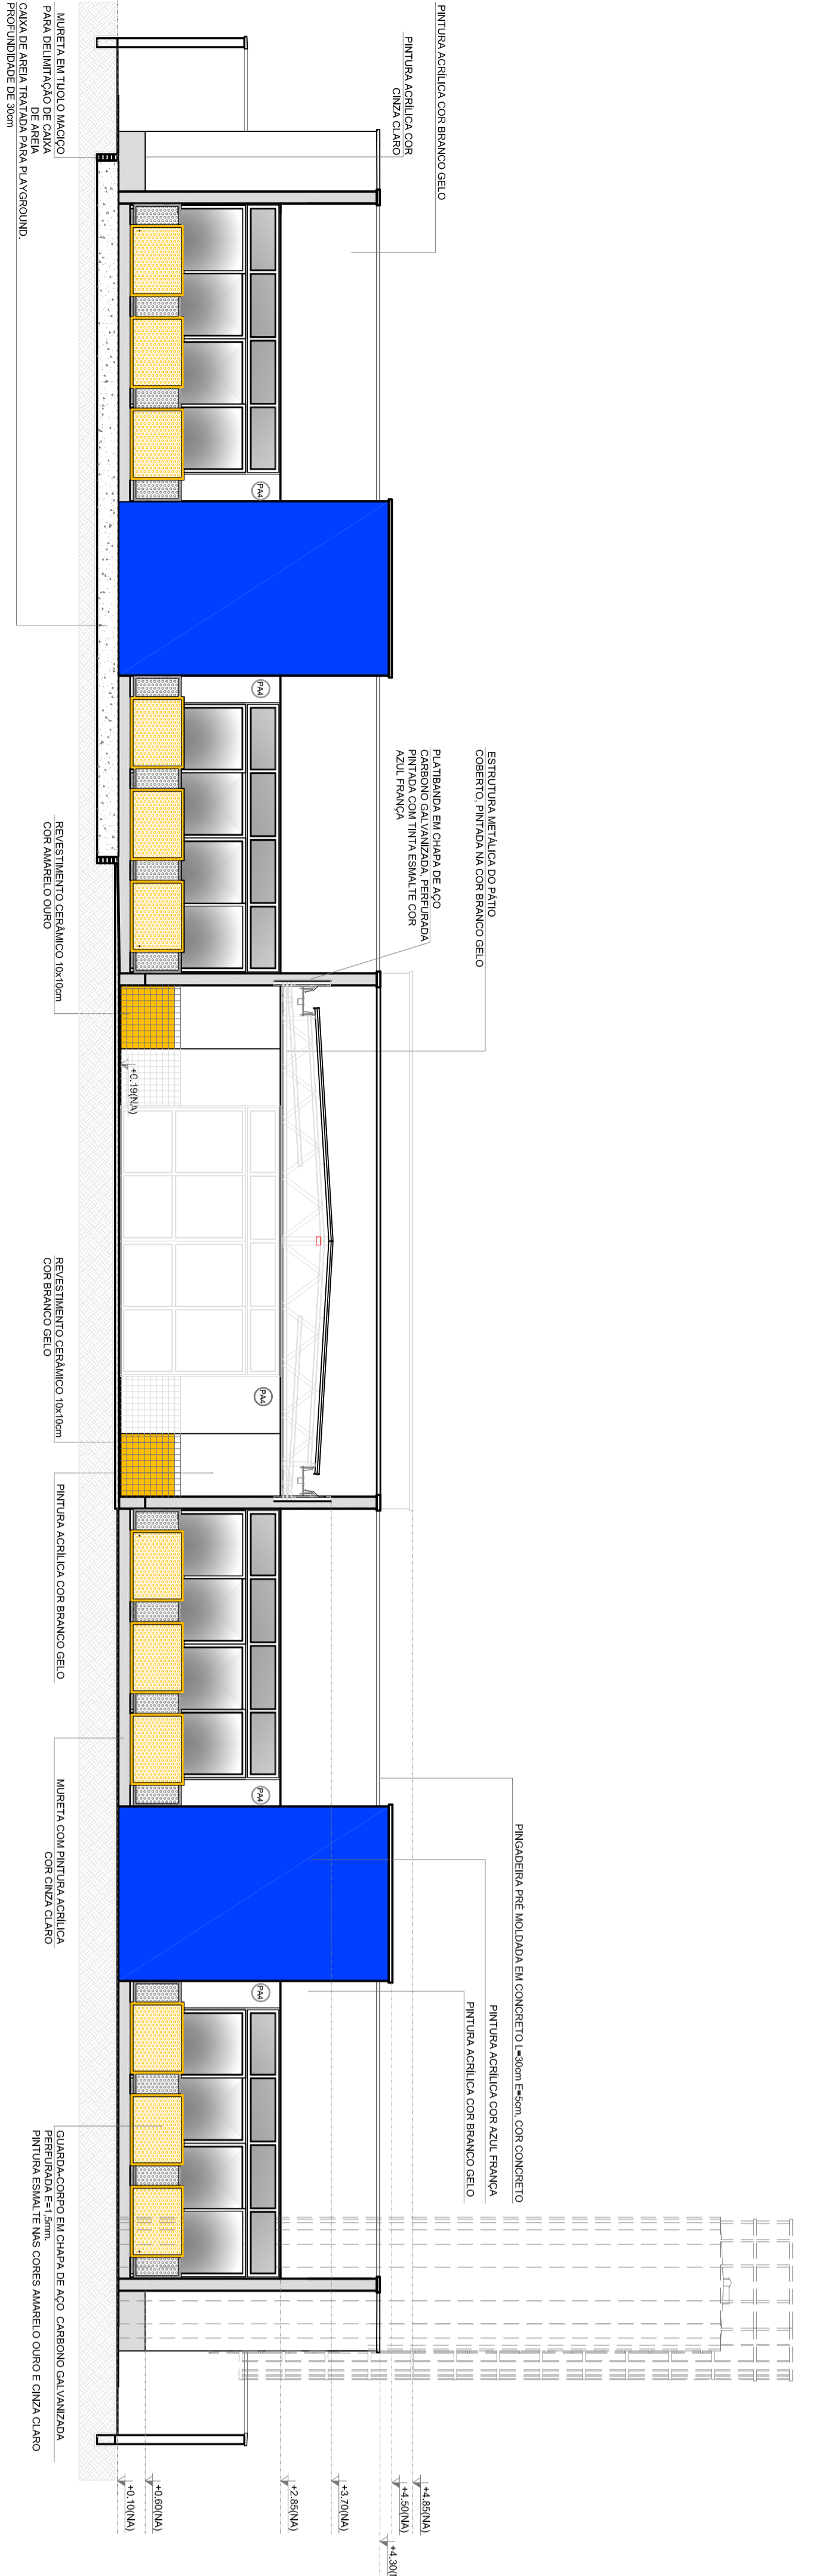 PINTURA ACRÍLICA COR BRANCO GELO
PINTURA ACRÍLICA COR
CINZA CLARO
MURETA EM TIJOLO MACIÇO
PARA DELIMITAÇÃO DE CAIXA
DE AREIA
CAIXA DE AREIA TRATADA PARA PLAYGROUND.
PROFUNDIDADE DE 30cm
PA4
PA4
ESTRUTURA METÁLICA DO PÁTIO
COBERTO, PINTADA NA COR BRANCO GELO
PLATIBANDA EM CHAPA DE AÇO
CARBONO GALVANIZADA, PERFURADA
PINTADA COM TINTA ESMALTE COR
AZUL FRANÇA
REVESTIMENTO CERÂMICO 10x10cm
COR AMARELO OURO
+0.19(NA)
PA4
REVESTIMENTO CERÂMICO 10x10cm
COR BRANCO GELO
PINTURA ACRÍLICA COR BRANCO GELO
PA4
PA4
MURETA COM PINTURA ACRÍLICA
COR CINZA CLARO
PINGADEIRA PRÉ MOLDADA EM CONCRETO L=30cm E=5cm, COR CONCRETO
PINTURA ACRÍLICA COR AZUL FRANÇA
PINTURA ACRÍLICA COR BRANCO GELO
GUARDA-CORPO EM CHAPA DE AÇO CARBONO GALVANIZADA
PERFURADA E=1,5mm.
PINTURA ESMALTE NAS CORES AMARELO OURO E CINZA CLARO
+4.85(NA)
+4.50(NA)
+4.30(
+3.70(NA)
+2.85(NA)
+0.60(NA)
+0.10(NA)